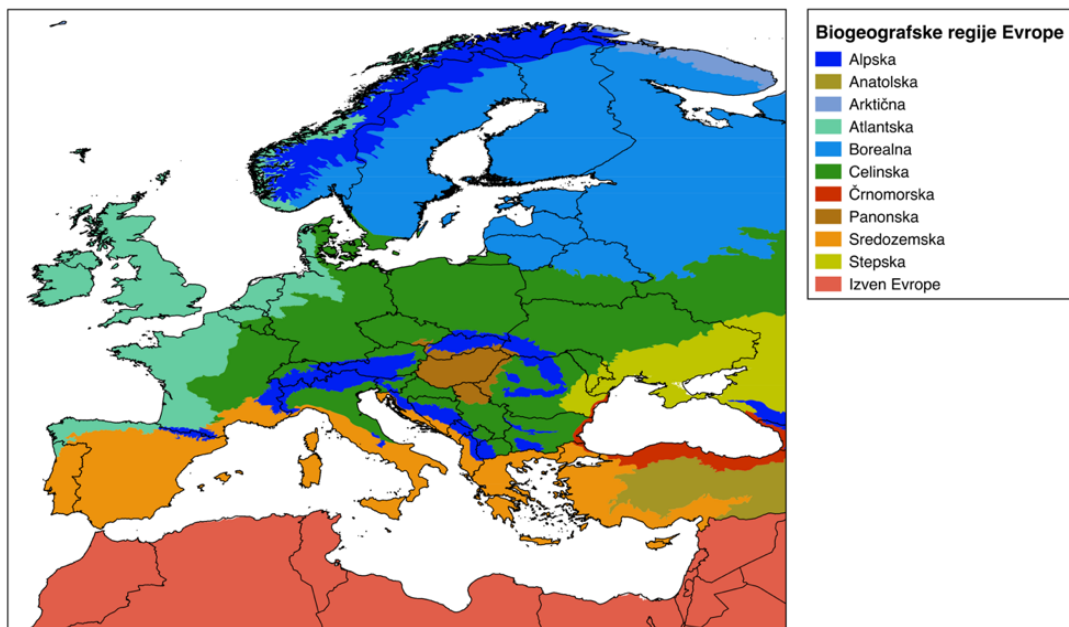 Biogeografske regije Evrope
Alpska
Anatolska
Arktična
Atlantska
Borealna
Celinska
Črnomorska
Panonska
Sredozemska
Stepska
Izven Evrope